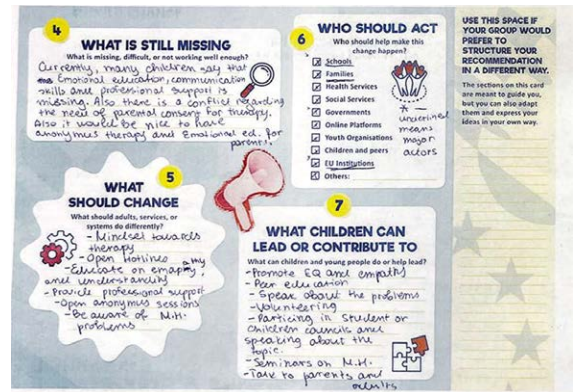 4
WHAT IS STILL MISSING
What is missing, difficult, or not working well enough?
Currently, many children say that
Emotional education, communication
skills and professional support is
missing. Also there is a conflict regarding
the need of parental consent for therapy.
Also it would be nice to have
anonymus therapy and Emotional ed. for
parents.
5
WHAT
SHOULD CHANGE
What should adults, services, or
systems do differently?
- Mindset towards
therapy
- Open Hotlines
- Educate on empathy,
and understanding
- Provide professional support
- Open anonymus sessions
- Be aware of M.H.
problems
6
WHO SHOULD ACT
Who should help make this
change happen?
Schools
Families
Health Services
Social Services
Governments
Online Platforms
Youth Organisations
Children and peers
EU Institutions
Others:
* —
underlined
means
major
actors
7
WHAT CHILDREN CAN
LEAD OR CONTRIBUTE TO
What can children and young people do or help lead?
- Promote EQ and empathy
- Peer education
- Speak about the problems
- Volunteering
- Particing in Student or
Children councils and
speaking about the
topic.
- Seminars on M.H.
- Talk to parents and
adults
USE THIS SPACE IF
YOUR GROUP WOULD
PREFER TO
STRUCTURE YOUR
RECOMMENDATION
IN A DIFFERENT WAY.
The sections on this card
are meant to guide you,
but you can also adapt
them and express your
ideas in your own way.